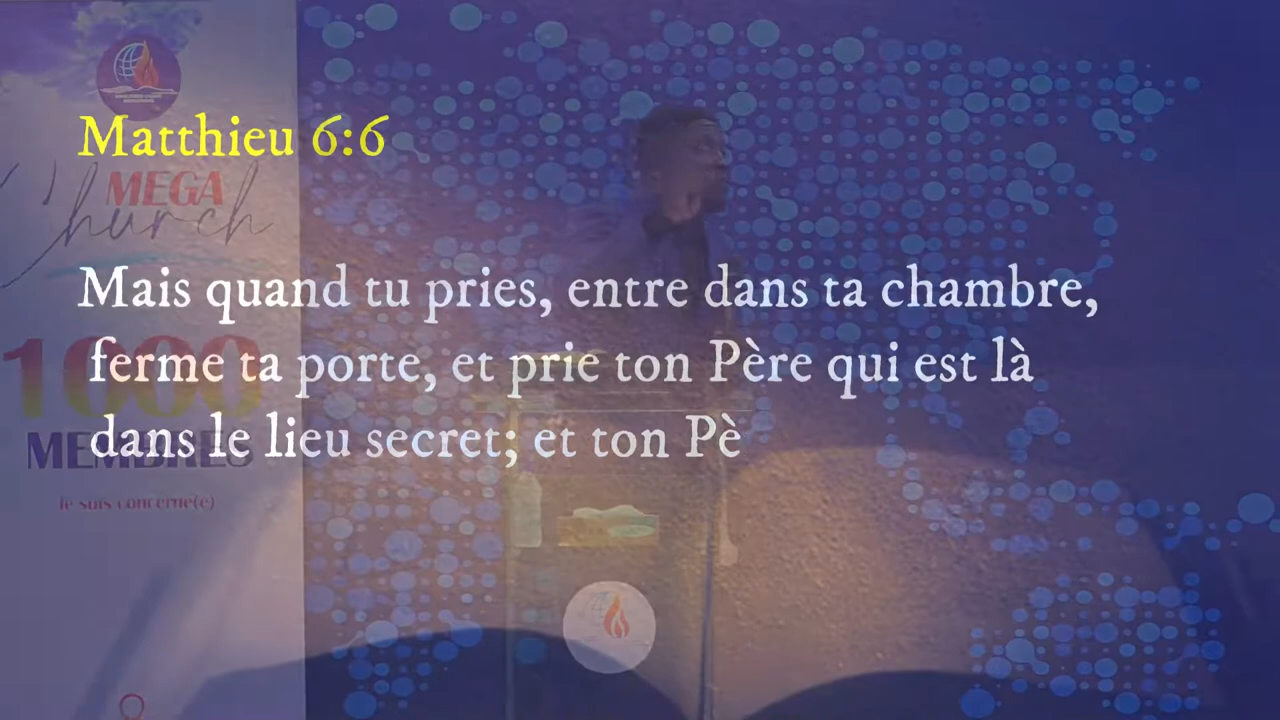 Matthieu 6:6
MEGA
Church
Mais quand tu pries, entre dans ta chambre,
ferme ta porte, et prie ton Père qui est là
dans le lieu secret; et ton Pè
1000
MEMBRES
Je suis concerné(e)